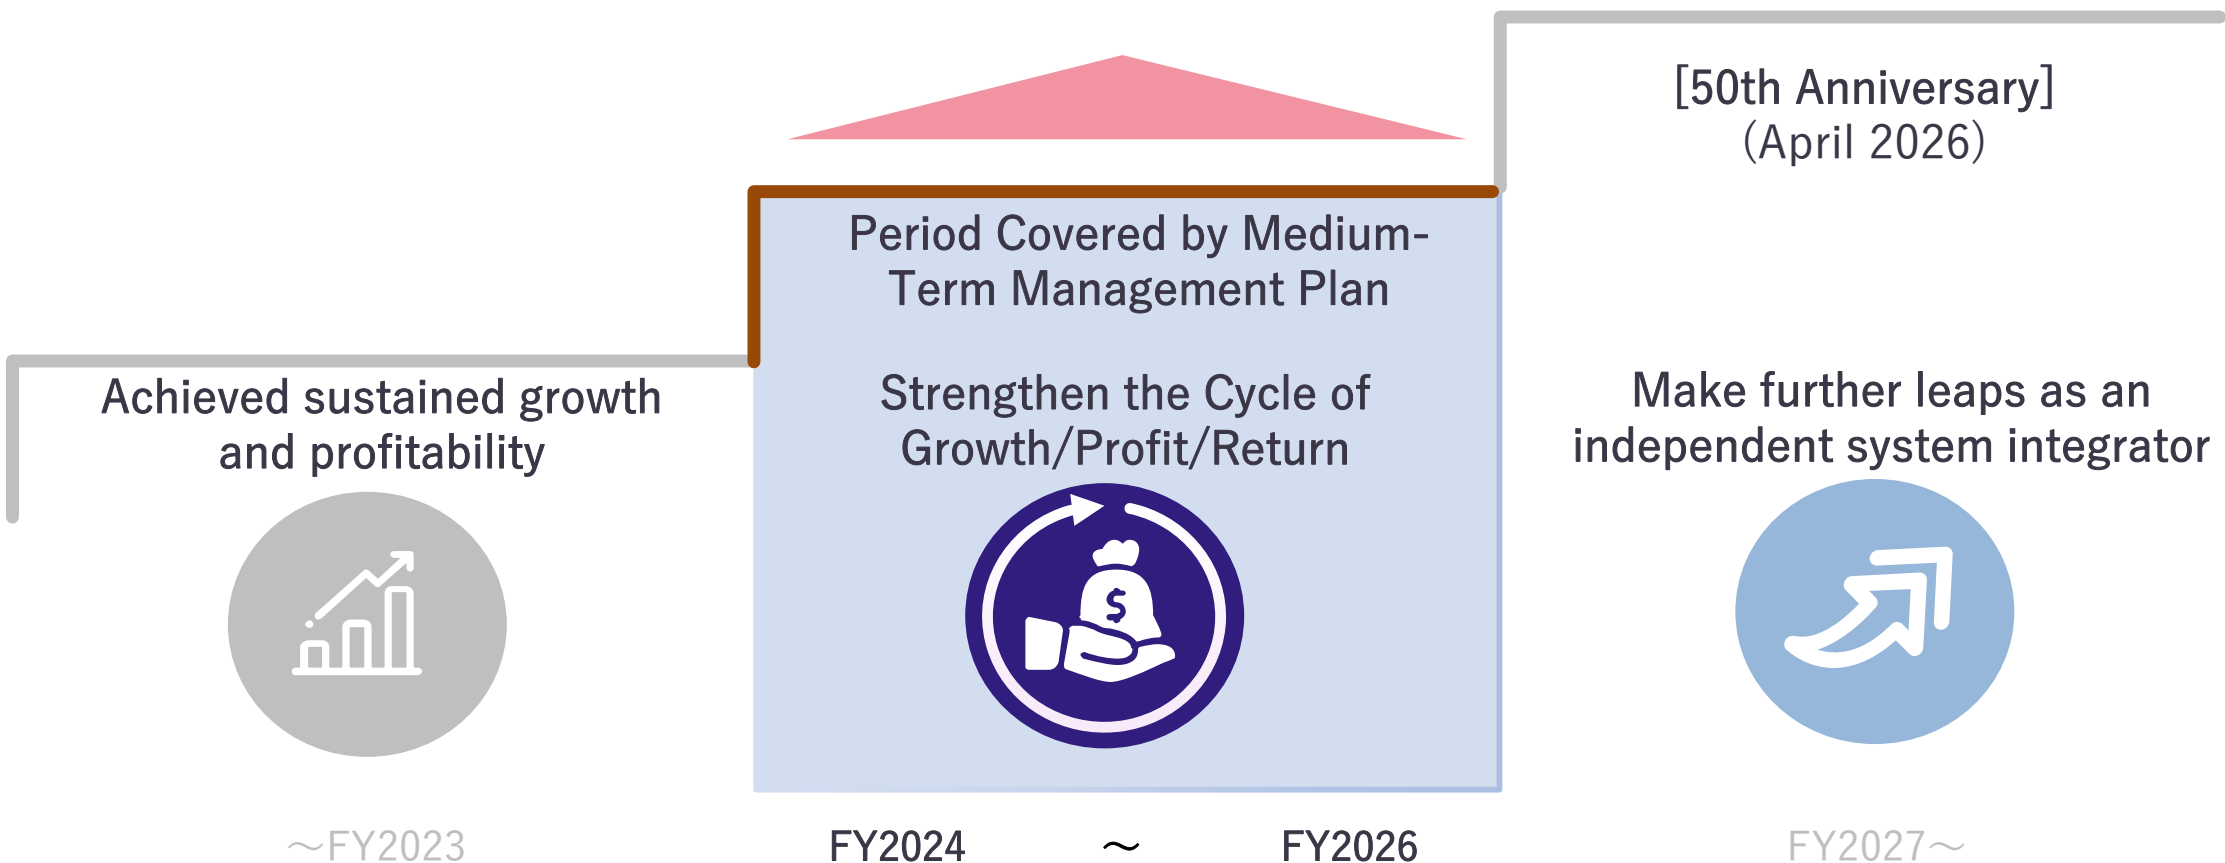 [50th Anniversary]
(April 2026)
Period Covered by Medium-
Term Management Plan
Achieved sustained growth
and profitability
Strengthen the Cycle of
Growth/Profit/Return
Make further leaps as an
independent system integrator
$
～FY2023
FY2024 ～ FY2026
FY2027～